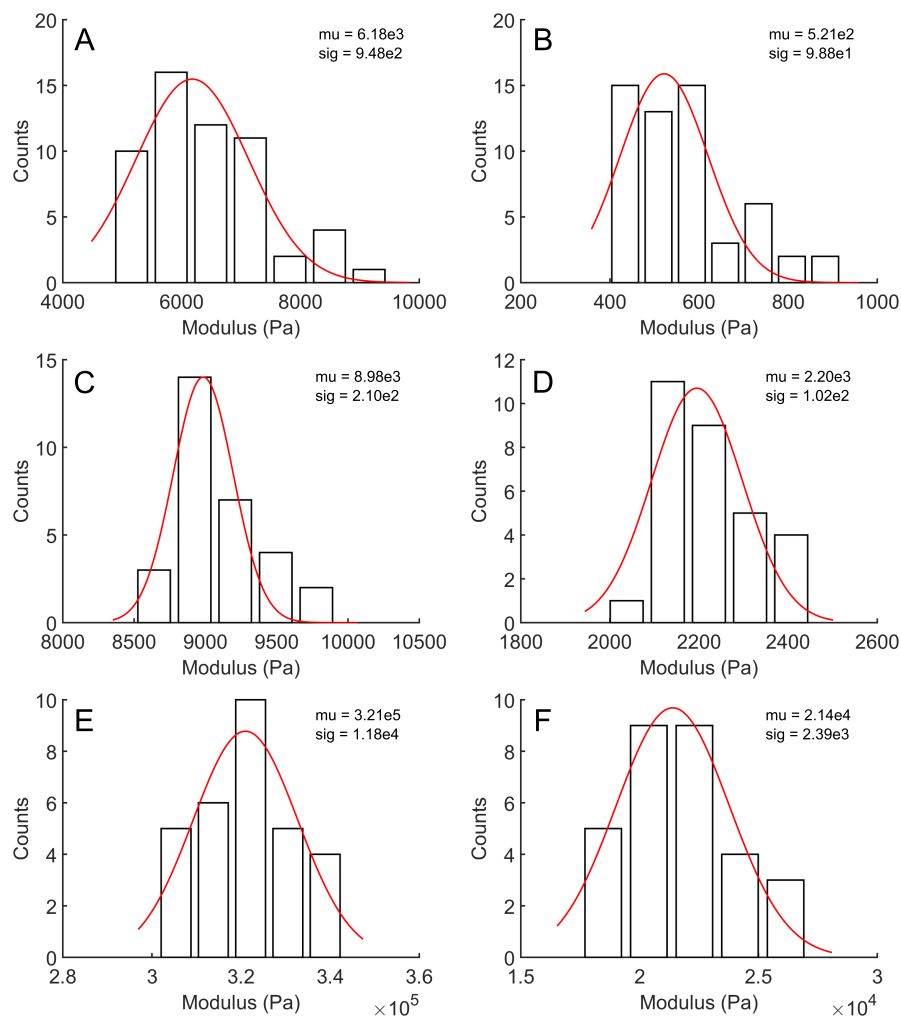 A
mu = 6.18e3
sig = 9.48e2
20
15
10
5
0
Counts
4000
6000
8000
10000
Modulus (Pa)
B
mu = 5.21e2
sig = 9.88e1
20
15
10
5
0
Counts
200
400
600
800
1000
Modulus (Pa)
C
mu = 8.98e3
sig = 2.10e2
15
10
5
0
Counts
8000
8500
9000
9500
10000
10500
Modulus (Pa)
D
mu = 2.20e3
sig = 1.02e2
12
10
8
6
4
2
0
Counts
1800
2000
2200
2400
2600
Modulus (Pa)
E
mu = 3.21e5
sig = 1.18e4
10
8
6
4
2
0
Counts
2.8
3
3.2
3.4
3.6
Modulus (Pa)
×10⁵
F
mu = 2.14e4
sig = 2.39e3
10
8
6
4
2
0
Counts
1.5
2
2.5
3
Modulus (Pa)
×10⁴